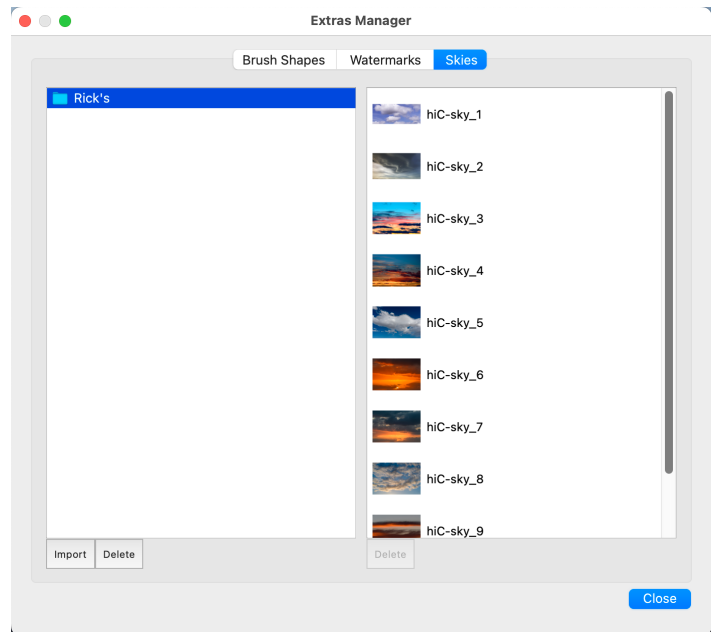 Extras Manager
Brush Shapes Watermarks Skies
Rick's
hiC-sky_1
hiC-sky_2
hiC-sky_3
hiC-sky_4
hiC-sky_5
hiC-sky_6
hiC-sky_7
hiC-sky_8
hiC-sky_9
Import Delete Delete
Close